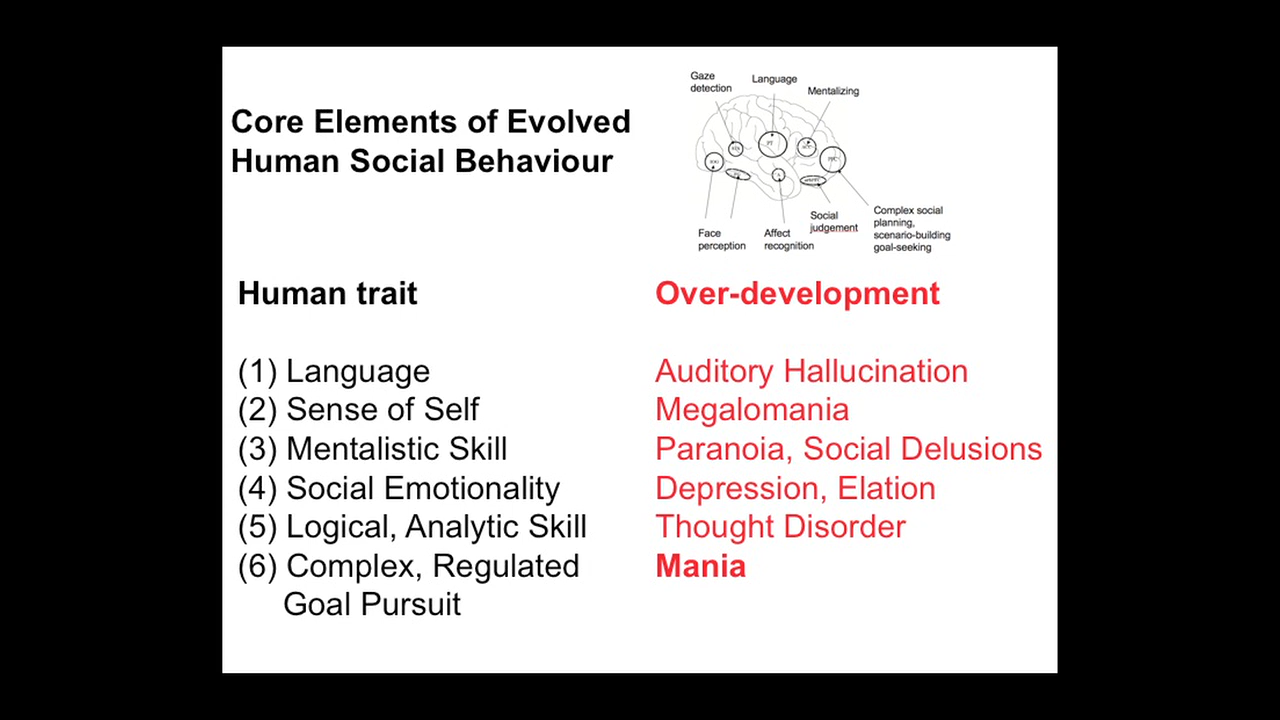 Core Elements of Evolved
Human Social Behaviour
Gaze
detection
Language
Mentalizing
Face
perception
Affect
recognition
Social
judgement
Complex social
planning,
scenario-building
goal-seeking
Human trait
Over-development
(1) Language
Auditory Hallucination
(2) Sense of Self
Megalomania
(3) Mentalistic Skill
Paranoia, Social Delusions
(4) Social Emotionality
Depression, Elation
(5) Logical, Analytic Skill
Thought Disorder
(6) Complex, Regulated
Goal Pursuit
Mania